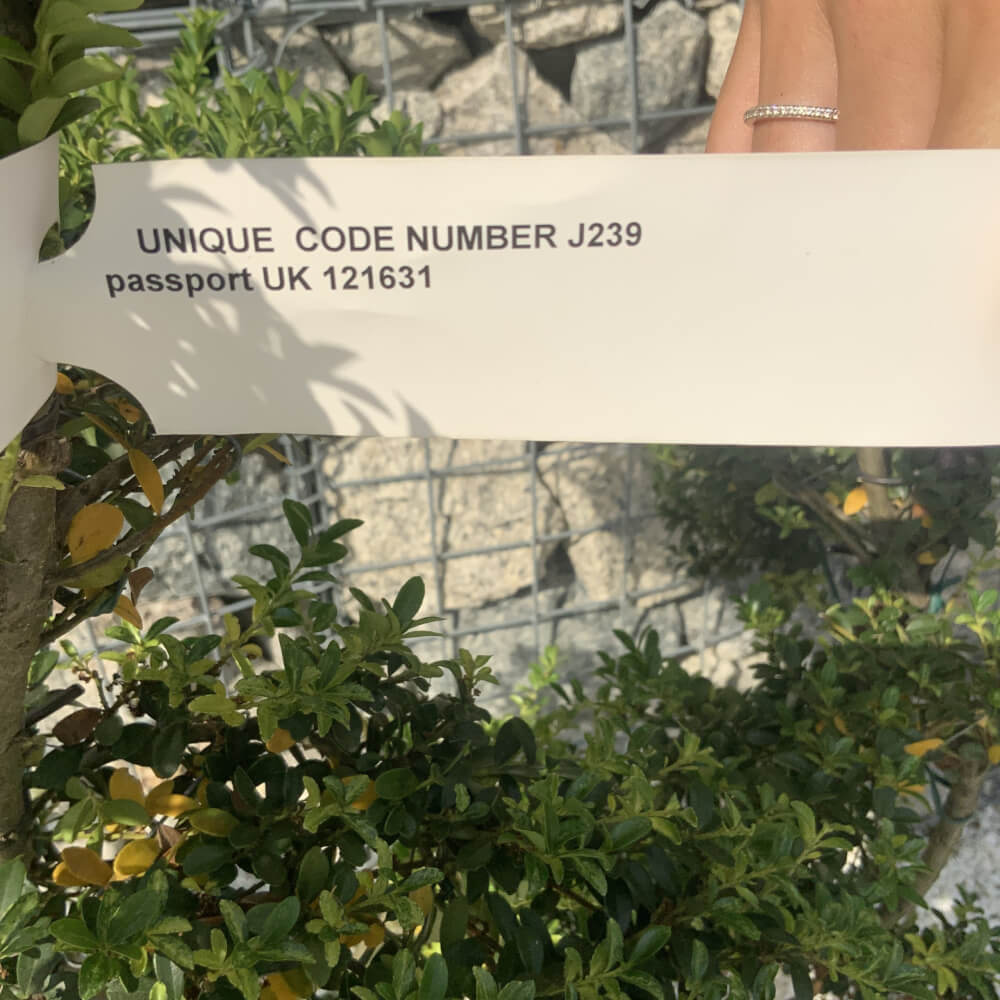 UNIQUE  CODE NUMBER J239
passport UK 121631